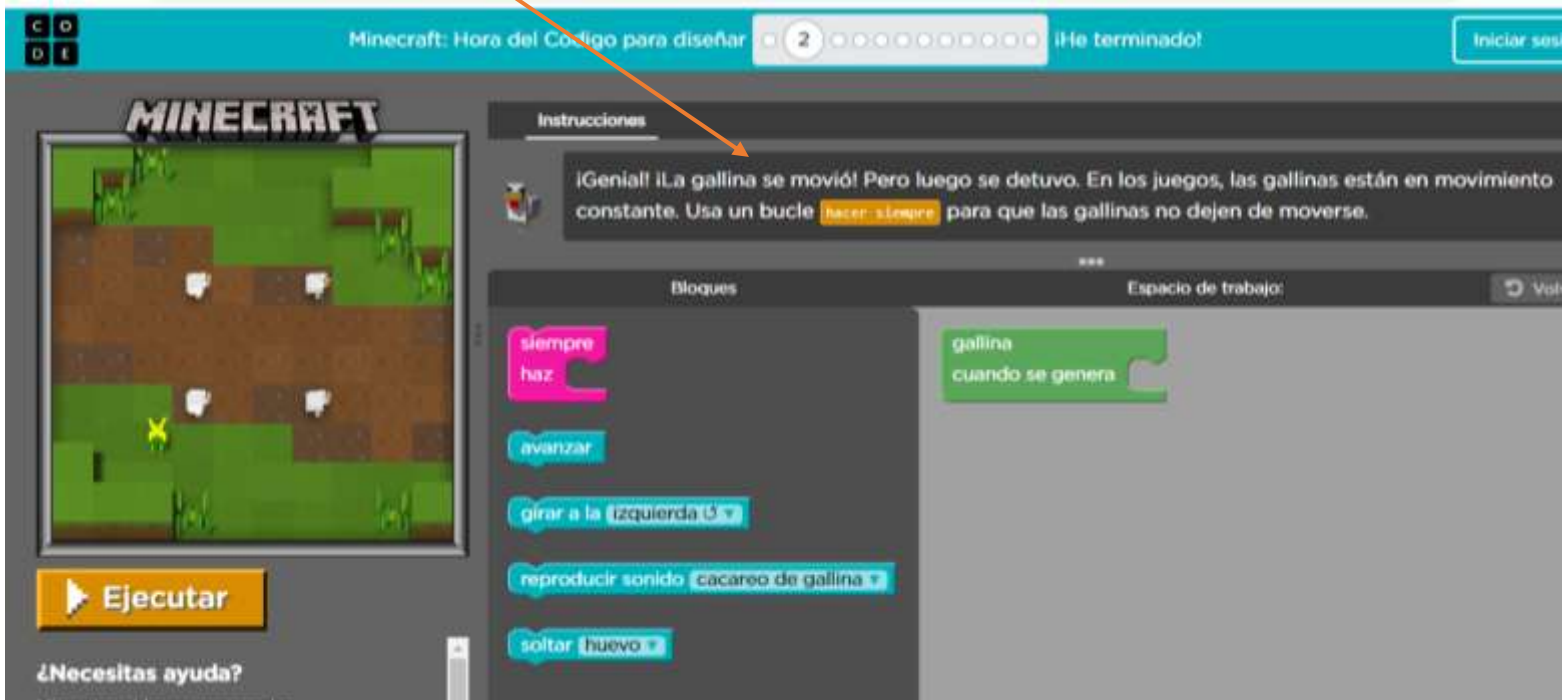 C O
D E
Minecraft: Hora del Código para diseñar
2
¡He terminado!
Iniciar sesi
MINECRAFT
Instrucciones
¡Genial! ¡La gallina se movió! Pero luego se detuvo. En los juegos, las gallinas están en movimiento
constante. Usa un bucle hacer siempre para que las gallinas no dejen de moverse.
Bloques
Espacio de trabajo:
Volv
siempre
haz
gallina
cuando se genera
avanzar
girar a la izquierda ↺
reproducir sonido cacareo de gallina
soltar huevo
Ejecutar
¿Necesitas ayuda?